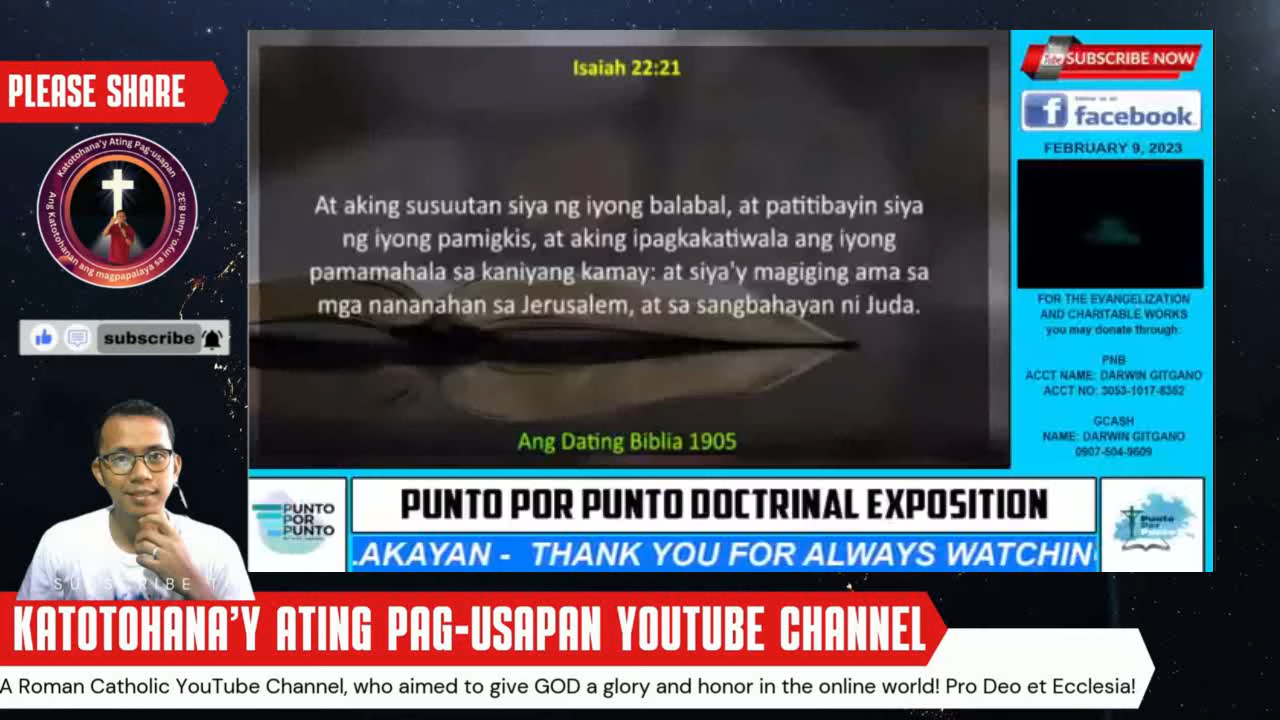 PLEASE SHARE
Katotohana'y Ating Pag-usapan
Ang Katotohanan ang magpapalaya sa inyo. Juan 8:32
subscribe
Isaiah 22:21
At aking susuutan siya ng iyong balabal, at patitibayin siya
ng iyong pamigkis, at aking ipagkakatiwala ang iyong
pamamahala sa kaniyang kamay: at siya'y magiging ama sa
mga nananahan sa Jerusalem, at sa sangbahayan ni Juda.
Ang Dating Biblia 1905
SUBSCRIBE NOW
facebook
FEBRUARY 9, 2023
FOR THE EVANGELIZATION
AND CHARITABLE WORKS
you may donate through:
PNB
ACCT NAME: DARWIN GITGANO
ACCT NO: 3053-1017-8352
GCASH
NAME: DARWIN GITGANO
0907-504-9609
PUNTO
POR
PUNTO
PUNTO POR PUNTO DOCTRINAL EXPOSITION
Punto
Por
Punto
.AKAYAN - THANK YOU FOR ALWAYS WATCHIN
SUBSCRIBE
KATOTOHANA'Y ATING PAG-USAPAN YOUTUBE CHANNEL
A Roman Catholic YouTube Channel, who aimed to give GOD a glory and honor in the online world! Pro Deo et Ecclesia!